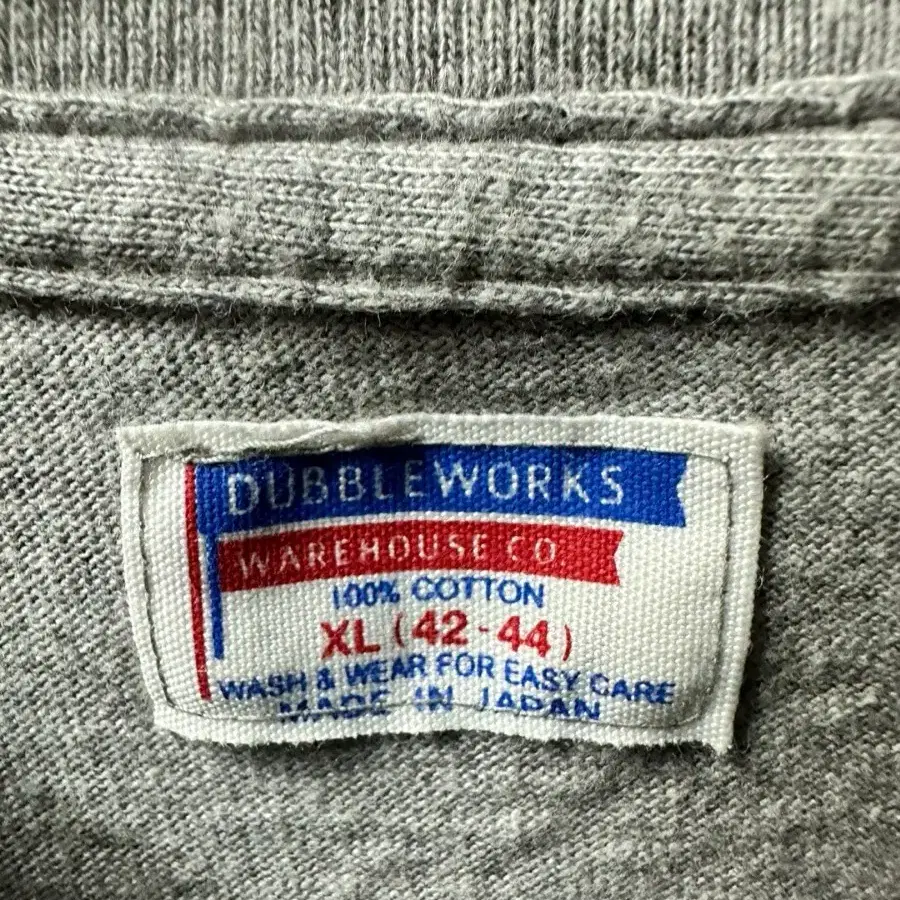 DUBBLEWORKS
WAREHOUSE CO
100% COTTON
XL (42-44)
WASH & WEAR FOR EASY CARE
MADE IN JAPAN